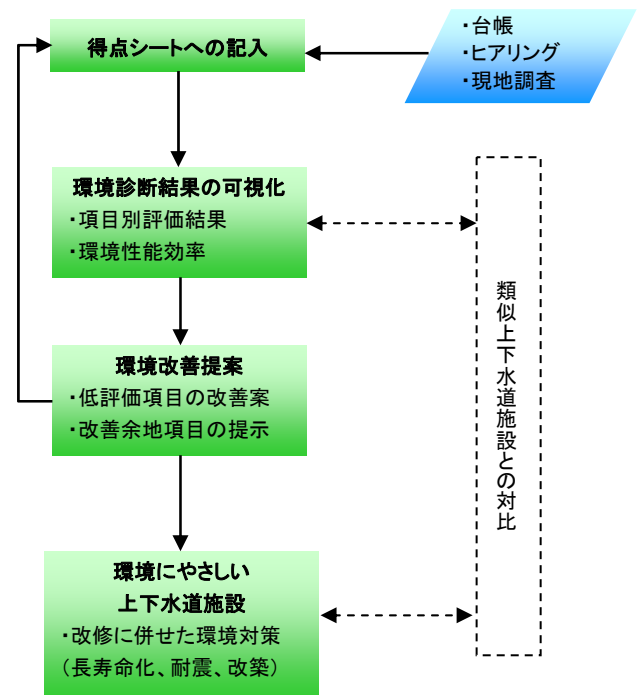 得点シートへの記入
・台帳
・ヒアリング
・現地調査
環境診断結果の可視化
・項目別評価結果
・環境性能効率
環境改善提案
・低評価項目の改善案
・改善余地項目の提示
環境にやさしい
上下水道施設
・改修に併せた環境対策
（長寿命化、耐震、改築）
類似上下水道施設との対比